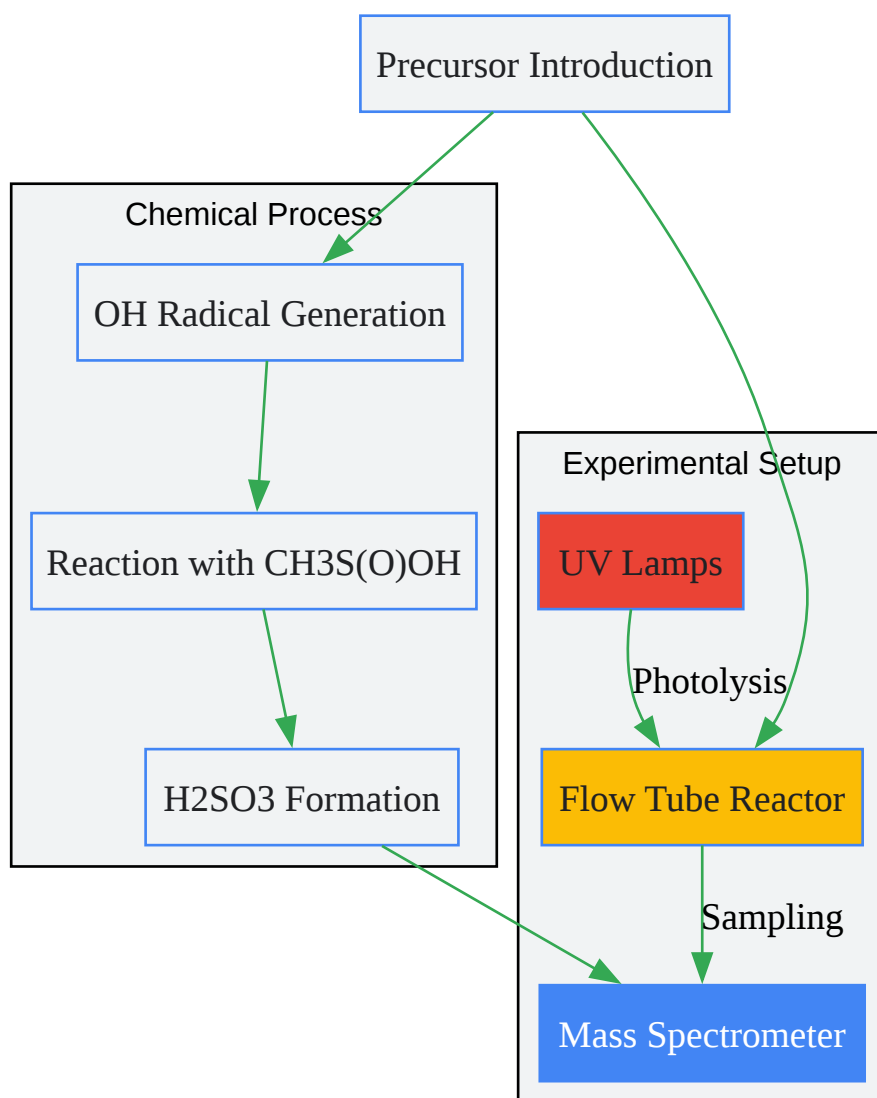 Precursor Introduction
Chemical Process
OH Radical Generation
Experimental Setup
Reaction with CH3S(O)OH
UV Lamps
Photolysis
H2SO3 Formation
Flow Tube Reactor
Sampling
Mass Spectrometer